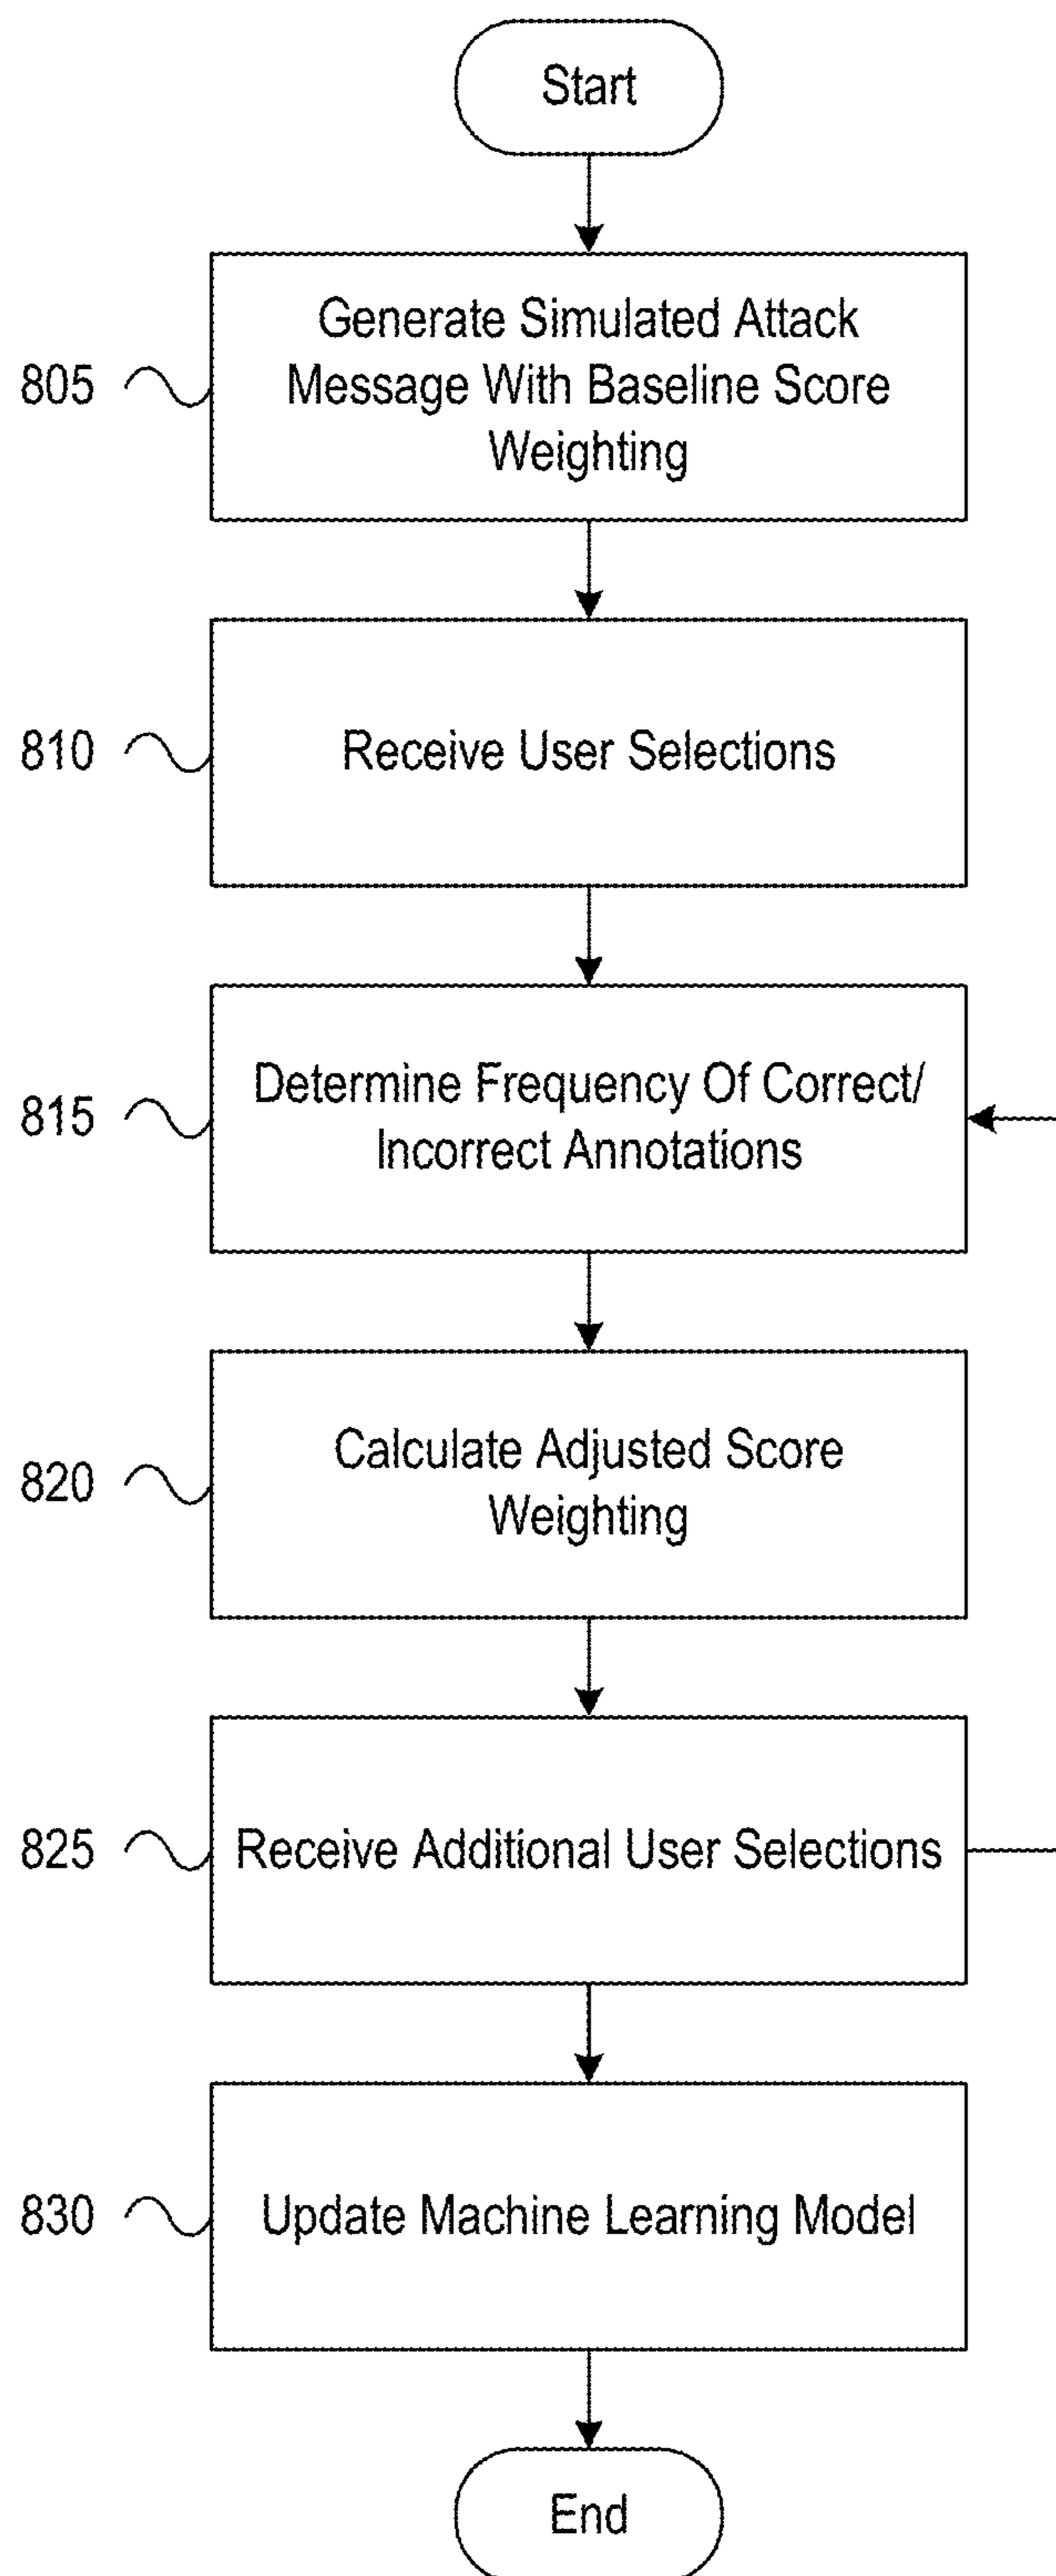 Start
805
Generate Simulated Attack
Message With Baseline Score
Weighting
810
Receive User Selections
815
Determine Frequency Of Correct/
Incorrect Annotations
820
Calculate Adjusted Score
Weighting
825
Receive Additional User Selections
830
Update Machine Learning Model
End